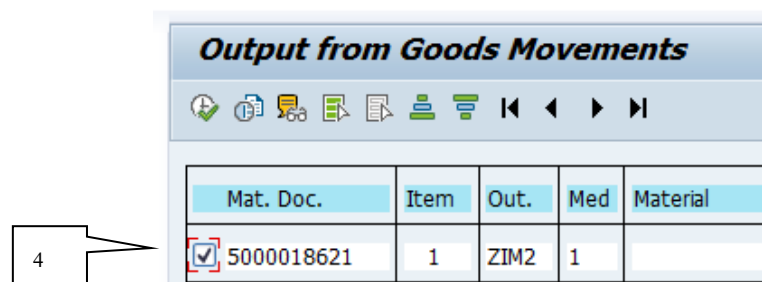 Output from Goods Movements
Mat. Doc. Item Out. Med Material
4 5000018621 1 ZIM2 1